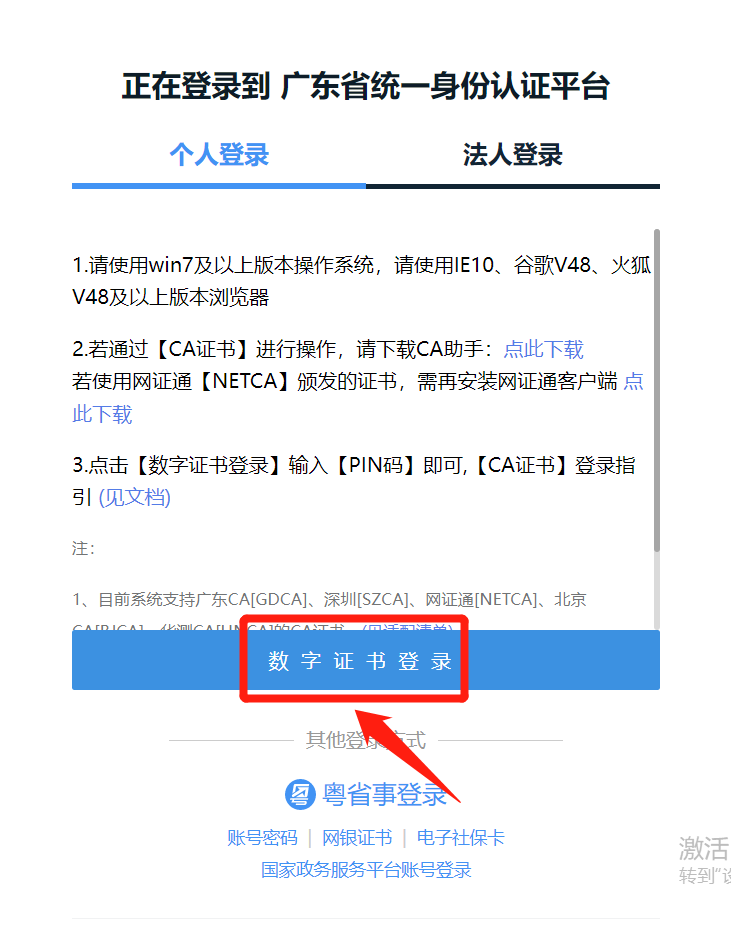 正在登录到 广东省统一身份认证平台
个人登录 法人登录
1.请使用win7及以上版本操作系统，请使用IE10、谷歌V48、火狐
V48及以上版本浏览器
2.若通过【CA证书】进行操作，请下载CA助手：点此下载
若使用网证通【NETCA】颁发的证书，需再安装网证通客户端 点
此下载
3.点击【数字证书登录】输入【PIN码】即可,【CA证书】登录指
引 (见文档)
注：
1、目前系统支持广东CA[GDCA]、深圳[SZCA]、网证通[NETCA]、北京
数字证书登录
其他登录方式
粤省事登录
账号密码 | 网银证书 | 电子社保卡
国家政务服务平台账号登录
激活
转到